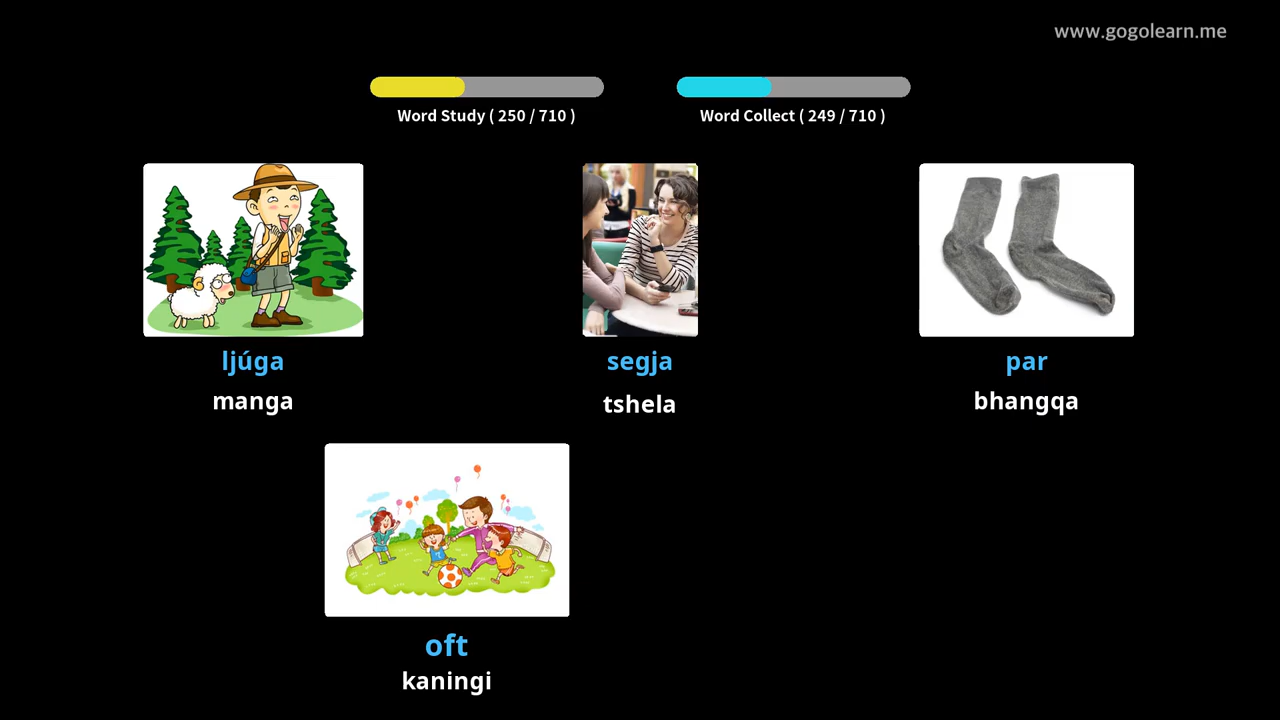 www.gogolearn.me
Word Study ( 250 / 710 )
Word Collect ( 249 / 710 )
ljúga
manga
segja
tshela
par
bhangqa
oft
kaningi